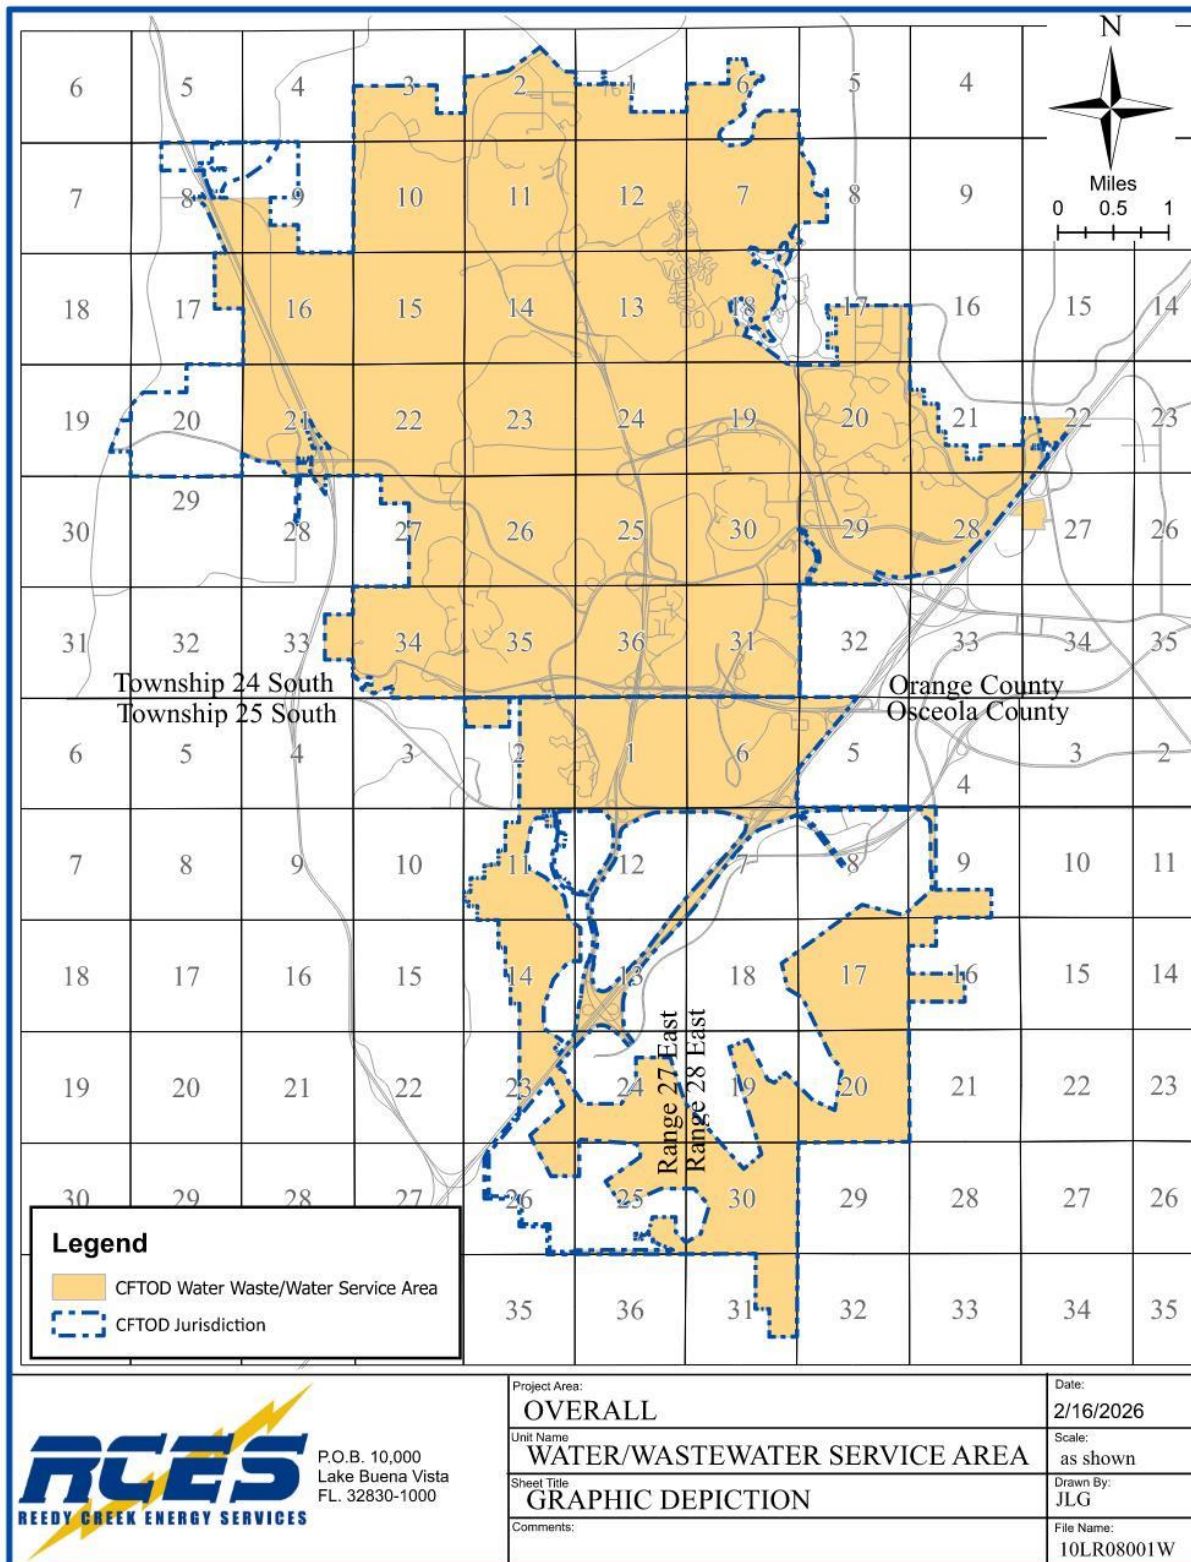 N
Miles
0 0.5 1
6 5 4 3 2 1 6 5 4
7 8 9 10 11 12 7 8 9
18 17 16 15 14 13 18 17 16 15 14
19 20 21 22 23 24 19 20 21 22 23
30 29 28 27 26 25 30 29 28 27 26
31 32 33 34 35 36 31 32 33 34 35
Township 24 South
Orange County
Township 25 South
Osceola County
6 5 4 3 2 1 6 5 4 3 2
7 8 9 10 11 12 7 8 9 10 11
18 17 16 15 14 13 18 17 16 15 14
Range 27 East
Range 28 East
19 20 21 22 23 24 19 20 21 22 23
30 29 28 27 26 25 30 29 28 27 26
35 36 31 32 33 34 35
Legend
CFTOD Water Waste/Water Service Area
CFTOD Jurisdiction
RCES
REEDY CREEK ENERGY SERVICES
P.O.B. 10,000
Lake Buena Vista
FL. 32830-1000
Project Area:
OVERALL
Unit Name
WATER/WASTEWATER SERVICE AREA
Sheet Title
GRAPHIC DEPICTION
Comments:
Date:
2/16/2026
Scale:
as shown
Drawn By:
JLG
File Name:
10LR08001W